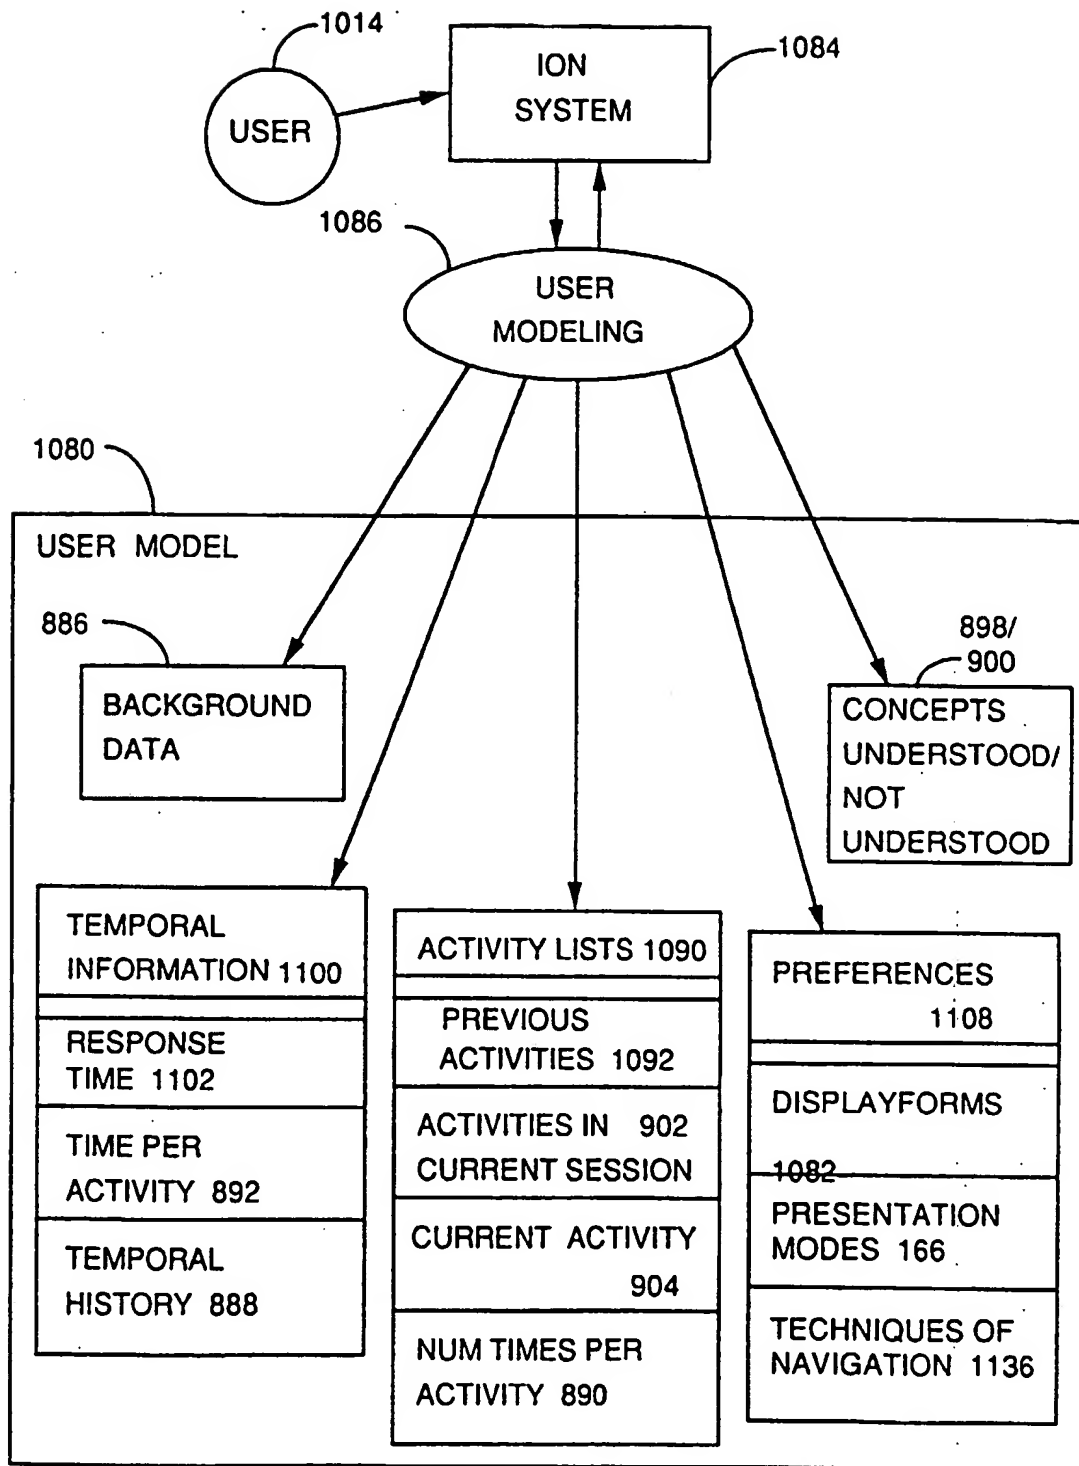 1014
ION
SYSTEM
1084
USER
1086
USER
MODELING
1080
USER MODEL
886
898/
900
BACKGROUND
DATA
CONCEPTS
UNDERSTOOD/
NOT
UNDERSTOOD
TEMPORAL
INFORMATION 1100
RESPONSE
TIME 1102
TIME PER
ACTIVITY 892
TEMPORAL
HISTORY 888
ACTIVITY LISTS 1090
PREVIOUS
ACTIVITIES 1092
ACTIVITIES IN 902
CURRENT SESSION
CURRENT ACTIVITY
904
NUM TIMES PER
ACTIVITY 890
PREFERENCES
1108
DISPLAYFORMS
1082
PRESENTATION
MODES 166
TECHNIQUES OF
NAVIGATION 1136